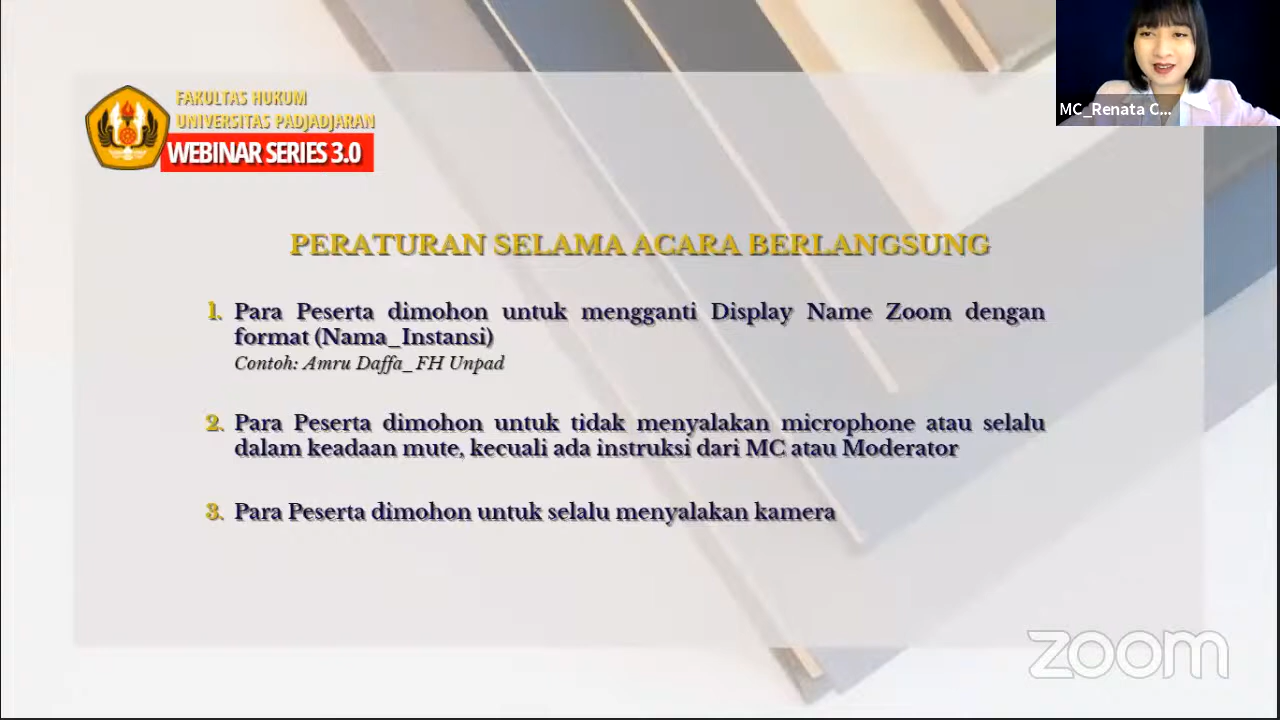 FAKULTAS HUKUM
UNIVERSITAS PADJADJARAN
WEBINAR SERIES 3.0
MC_Renata C...
PERATURAN SELAMA ACARA BERLANGSUNG
1. Para Peserta dimohon untuk mengganti Display Name Zoom dengan
format (Nama_Instansi)
Contoh: Amru Daffa_FH Unpad
2. Para Peserta dimohon untuk tidak menyalakan microphone atau selalu
dalam keadaan mute, kecuali ada instruksi dari MC atau Moderator
3. Para Peserta dimohon untuk selalu menyalakan kamera
zoom